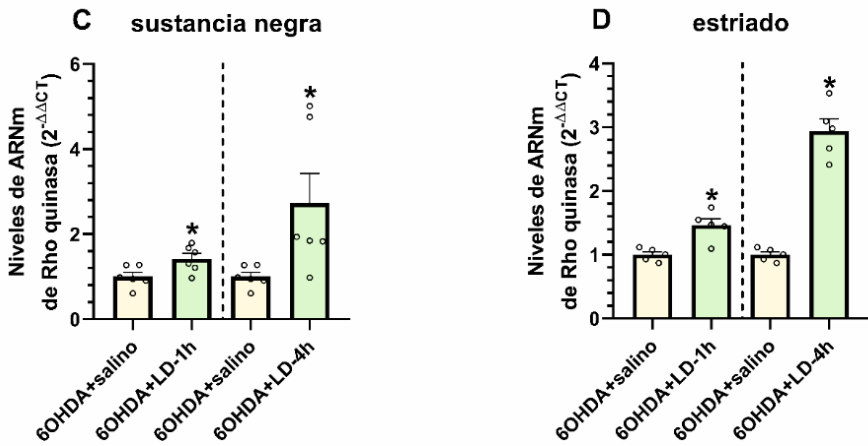 C sustancia negra
Niveles de ARNm
de Rho quinasa (2^-ΔΔCT)
6
4
2
0
*
*
6OHDA+salino
6OHDA+LD-1h
6OHDA+salino
6OHDA+LD-4h
D estriado
Niveles de ARNm
de Rho quinasa (2^-ΔΔCT)
4
3
2
1
0
*
*
6OHDA+salino
6OHDA+LD-1h
6OHDA+salino
6OHDA+LD-4h